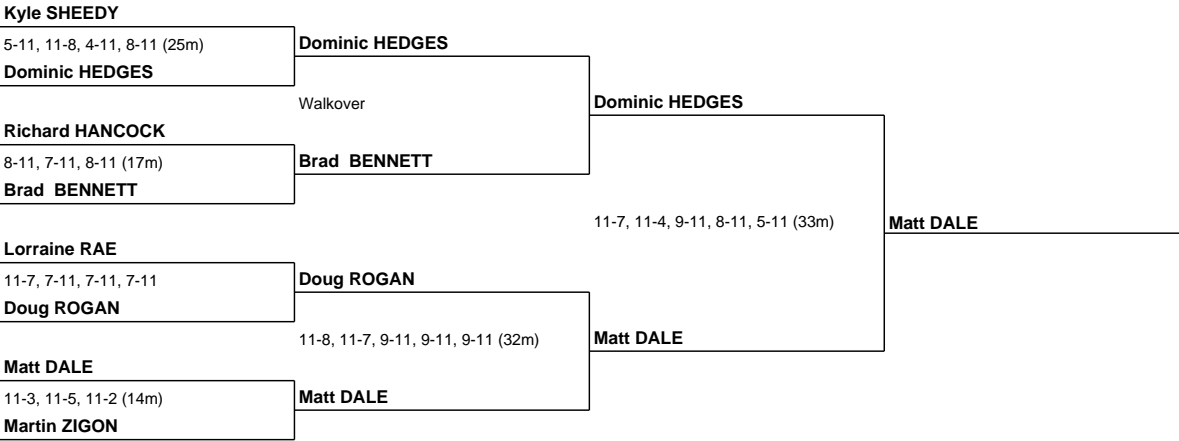 Kyle SHEEDY
5-11, 11-8, 4-11, 8-11 (25m)
Dominic HEDGES
Dominic HEDGES
Walkover
Dominic HEDGES
Richard HANCOCK
8-11, 7-11, 8-11 (17m)
Brad BENNETT
Brad BENNETT
11-7, 11-4, 9-11, 8-11, 5-11 (33m)
Matt DALE
Lorraine RAE
11-7, 7-11, 7-11, 7-11
Doug ROGAN
Doug ROGAN
11-8, 11-7, 9-11, 9-11, 9-11 (32m)
Matt DALE
Matt DALE
11-3, 11-5, 11-2 (14m)
Matt DALE
Martin ZIGON